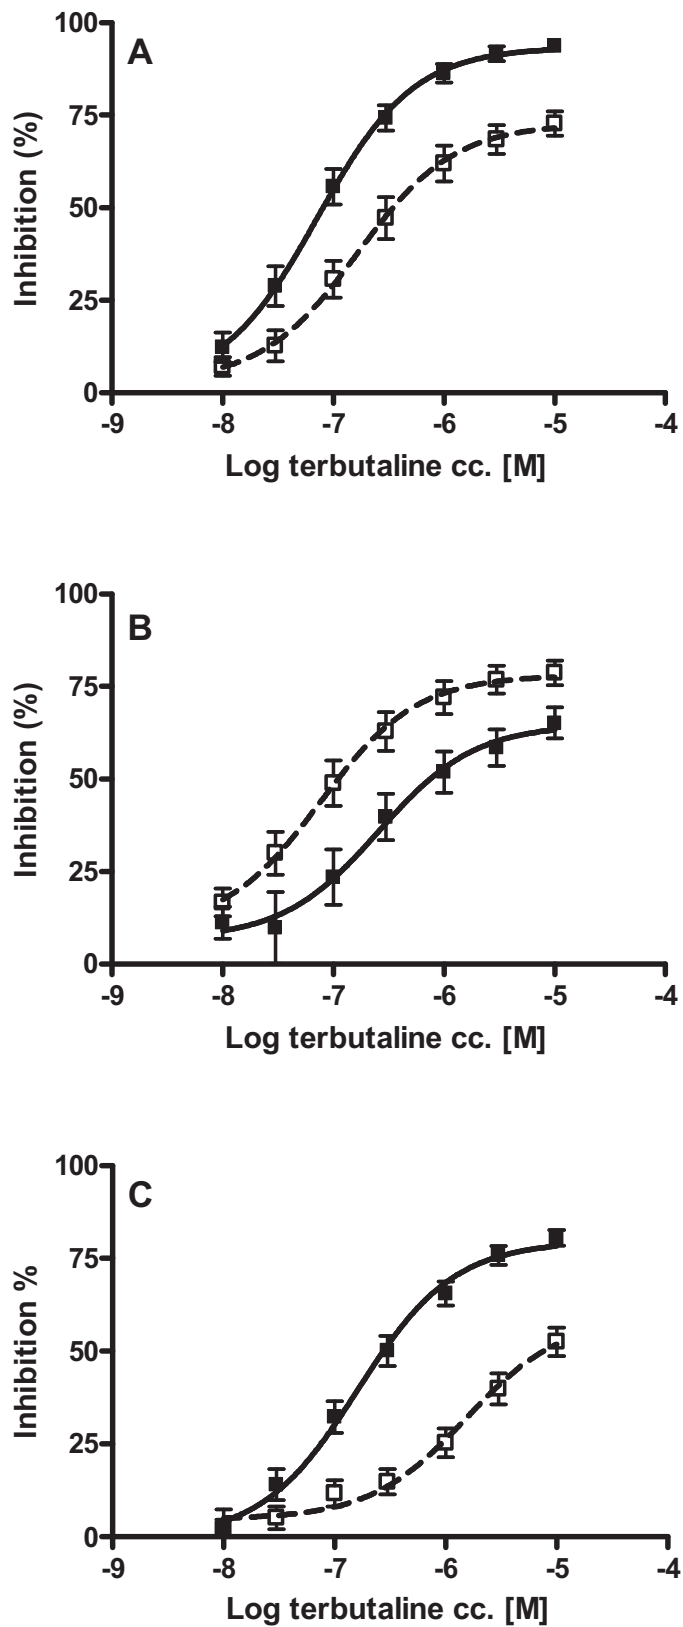 100
A
75
Inhibition (%)
50
25
0
-9 -8 -7 -6 -5 -4
Log terbutaline cc. [M]
100
B
75
Inhibition (%)
50
25
0
-9 -8 -7 -6 -5 -4
Log terbutaline cc. [M]
100
C
75
Inhibition %
50
25
0
-9 -8 -7 -6 -5 -4
Log terbutaline cc. [M]